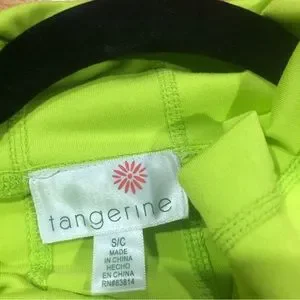 tangerine
S/C
MADE
IN CHINA
HECHO
EN CHINA
RN#83814